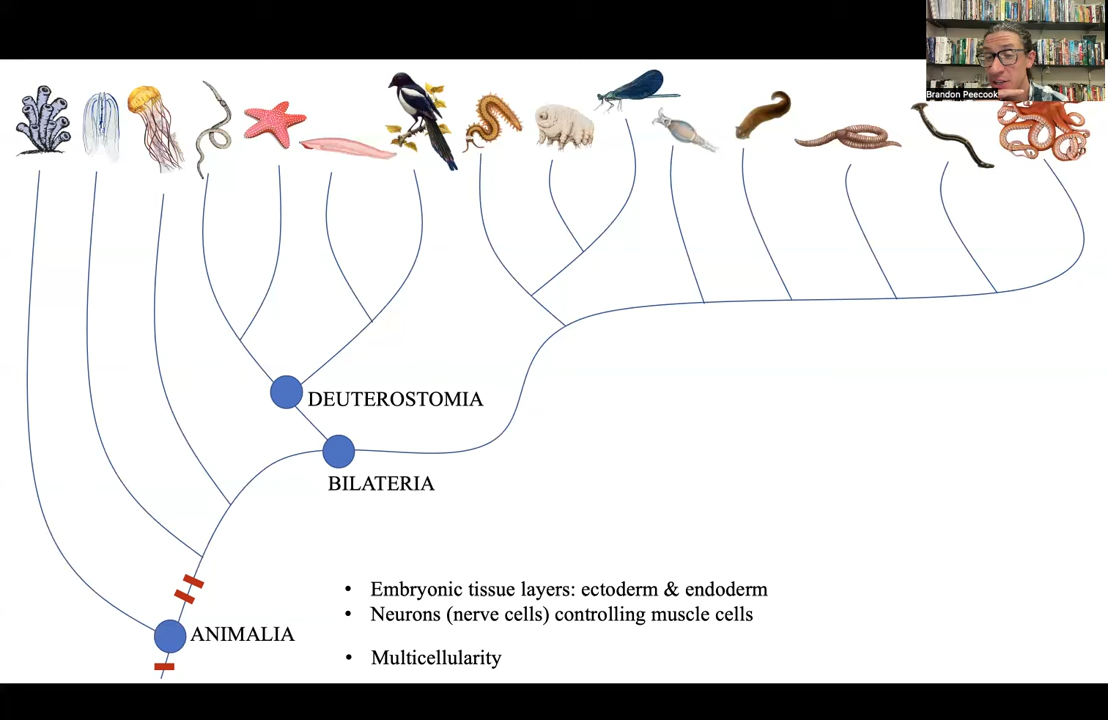 Brandon Peecook
DEUTEROSTOMIA
BILATERIA
• Embryonic tissue layers: ectoderm & endoderm
• Neurons (nerve cells) controlling muscle cells
ANIMALIA
• Multicellularity